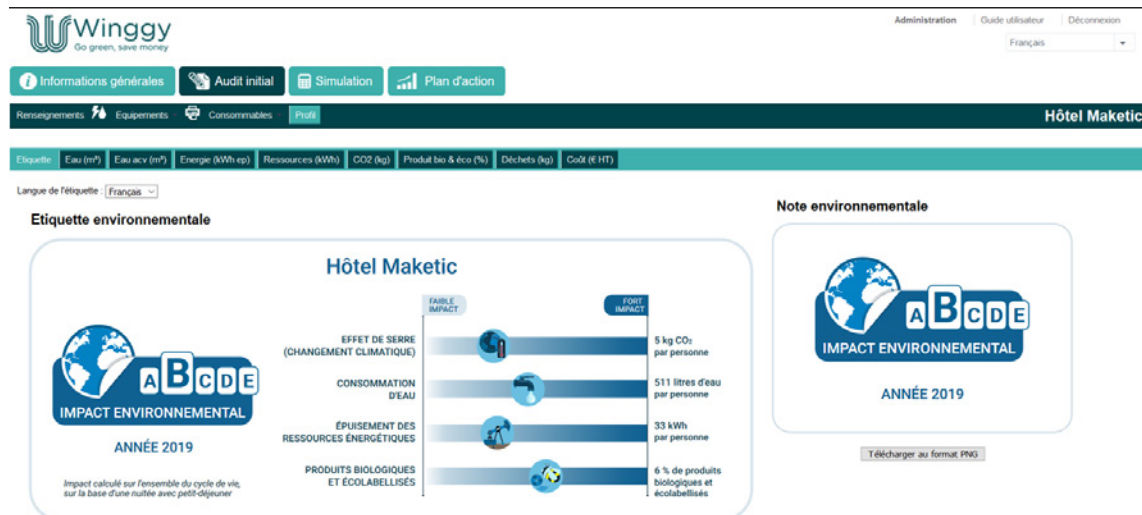 Winggy
Go green, save money
Administration
Guide utilisateur
Déconnexion
Français
Informations générales
Audit initial
Simulation
Plan d'action
Renseignements
Equipements
Consommables
Profil
Hôtel Maketic
Etiquette
Eau (m³)
Eau acv (m³)
Energie (kWh ep)
Ressources (kWh)
CO2 (kg)
Produit bio & éco (%)
Déchets (kg)
Coût (€ HT)
Langue de l'étiquette : Français
Etiquette environnementale
Hôtel Maketic
FAIBLE
IMPACT
FORT
IMPACT
EFFET DE SERRE
(CHANGEMENT CLIMATIQUE)
5 kg CO₂
par personne
CONSOMMATION
D'EAU
511 litres d'eau
par personne
ÉPUISEMENT DES
RESSOURCES ÉNERGÉTIQUES
33 kWh
par personne
PRODUITS BIOLOGIQUES
ET ÉCOLABELLISÉS
6 % de produits
biologiques et
écolabellisés
A B C D E
IMPACT ENVIRONNEMENTAL
ANNÉE 2019
Impact calculé sur l'ensemble du cycle de vie,
sur la base d'une nuitée avec petit-déjeuner
Note environnementale
A B C D E
IMPACT ENVIRONNEMENTAL
ANNÉE 2019
Télécharger au format PNG